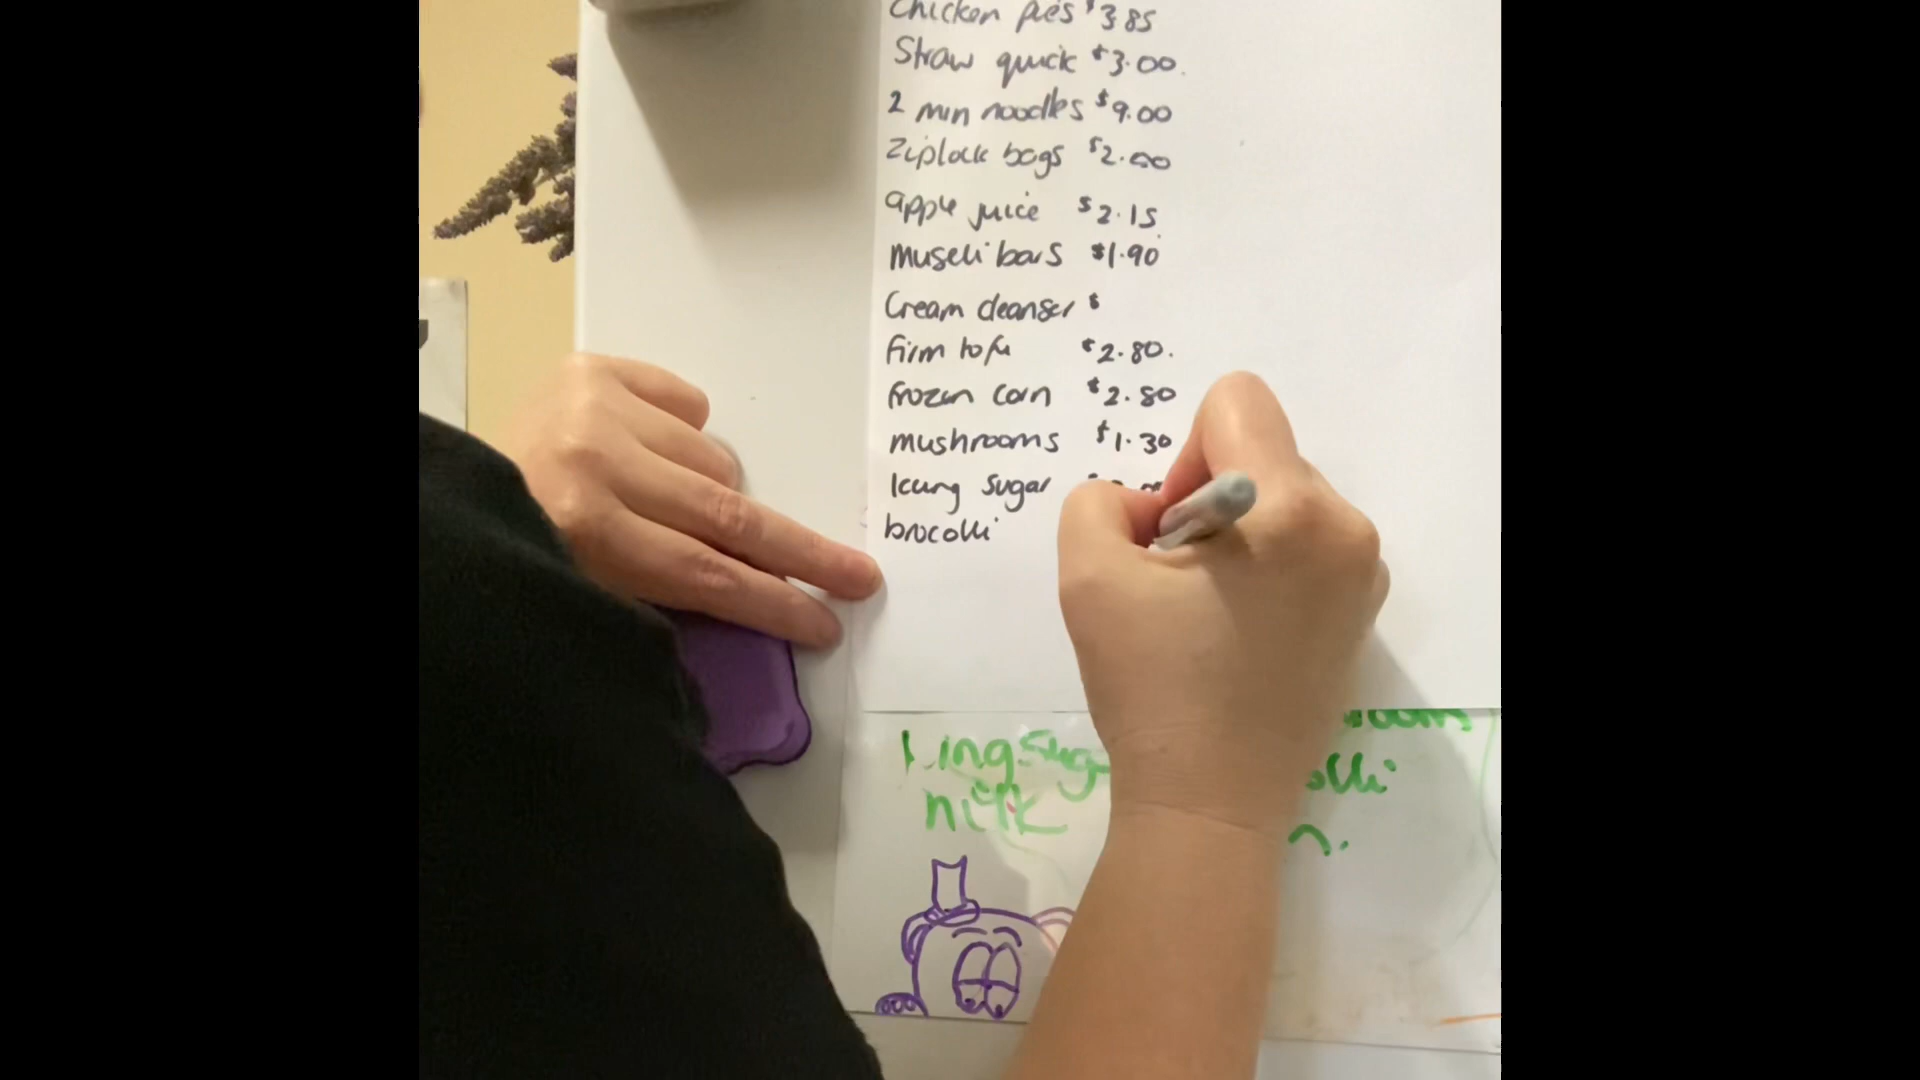 Chicken pies $3.85
Straw quick $3.00.
2 min noodles $9.00
Ziplock bags $2.00
apple juice $2.15
Museli bars $1.90
Cream cleanser $
firm tofu $2.80.
frozen corn $2.80
mushrooms $1.30
Icing sugar
brocolli